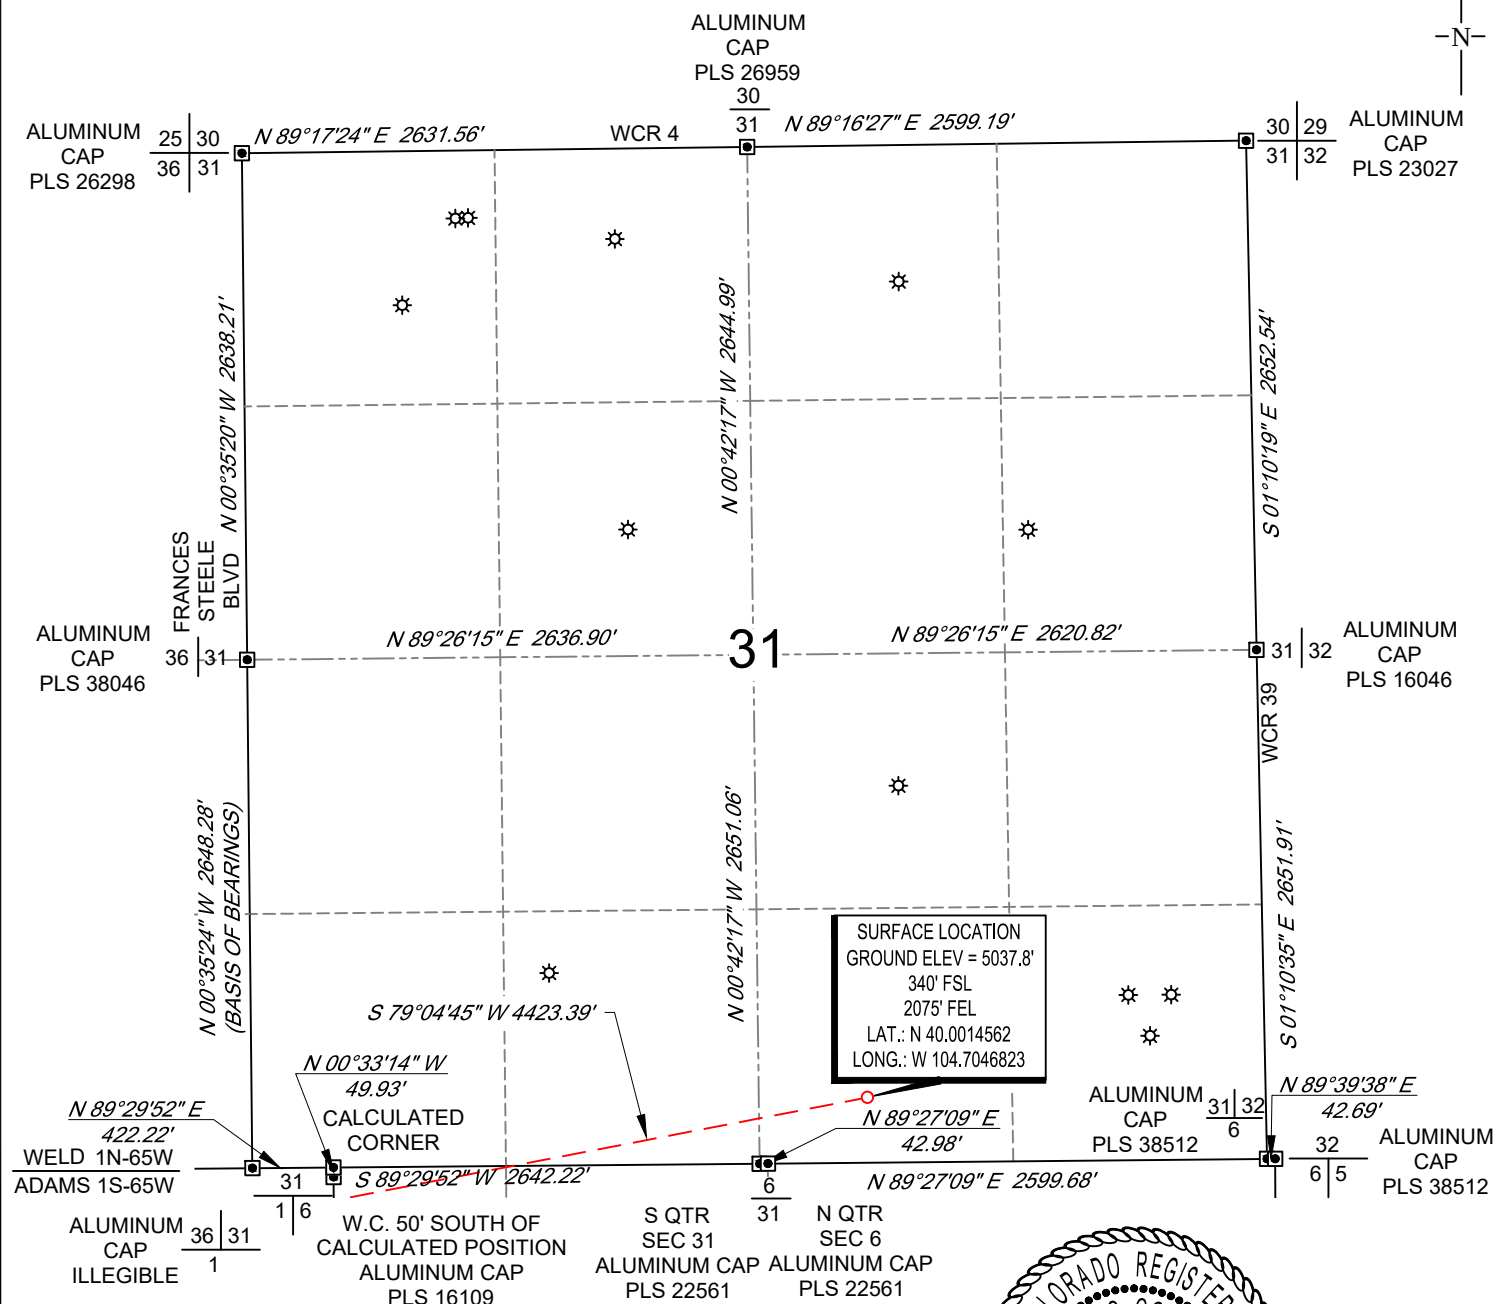 ALUMINUM
CAP
PLS 26959
30
31
-N-
ALUMINUM
CAP
PLS 26298
25 | 30
36 | 31
N 89°17'24" E 2631.56'
WCR 4
N 89°16'27" E 2599.19'
30 | 29
31 | 32
ALUMINUM
CAP
PLS 23027
N 00°35'20" W 2638.21'
N 00°42'17" W 2644.99'
S 01°10'19" E 2652.54'
FRANCES
STEELE
BLVD
ALUMINUM
CAP
PLS 38046
36 | 31
N 89°26'15" E 2636.90'
31
N 89°26'15" E 2620.82'
31 | 32
ALUMINUM
CAP
PLS 16046
WCR 39
N 00°35'24" W 2648.28'
(BASIS OF BEARINGS)
N 00°42'17" W 2651.06'
S 01°10'35" E 2651.91'
SURFACE LOCATION
GROUND ELEV = 5037.8'
340' FSL
2075' FEL
LAT.: N 40.0014562
LONG.: W 104.7046823
S 79°04'45" W 4423.39'
N 00°33'14" W
49.93'
CALCULATED
CORNER
N 89°29'52" E
422.22'
WELD 1N-65W
ADAMS 1S-65W
31
1 | 6
S 89°29'52" W 2642.22'
N 89°27'09" E
42.98'
6
31
N 89°27'09" E 2599.68'
ALUMINUM
CAP
PLS 38512
31 | 32
6
N 89°39'38" E
42.69'
32
6 | 5
ALUMINUM
CAP
PLS 38512
ALUMINUM
CAP
ILLEGIBLE
36 | 31
1
W.C. 50' SOUTH OF
CALCULATED POSITION
ALUMINUM CAP
PLS 16109
S QTR
SEC 31
ALUMINUM CAP
PLS 22561
N QTR
SEC 6
ALUMINUM CAP
PLS 22561